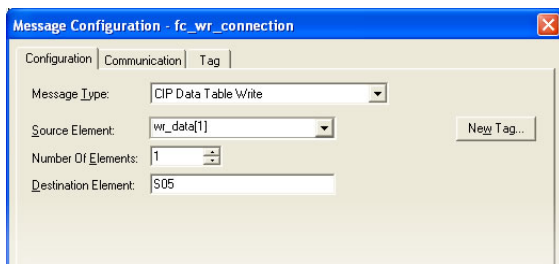 Message Configuration - fc_wr_connection
Configuration Communication Tag
Message Type: CIP Data Table Write
Source Element: wr_data[1] New Tag...
Number Of Elements: 1
Destination Element: S05